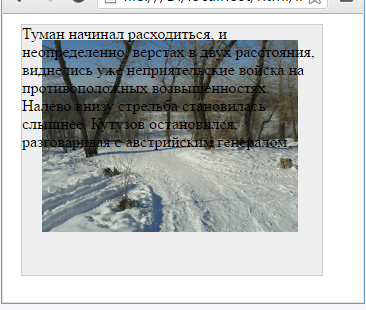 Туман начинал расходиться, и
неопределенно, верстах в двух расстояния,
виднелись уже неприятельские войска на
противоположных возвышенностях.
Налево внизу стрельба становилась
слышнее. Кутузов остановился,
разговаривая с австрийским генералом.